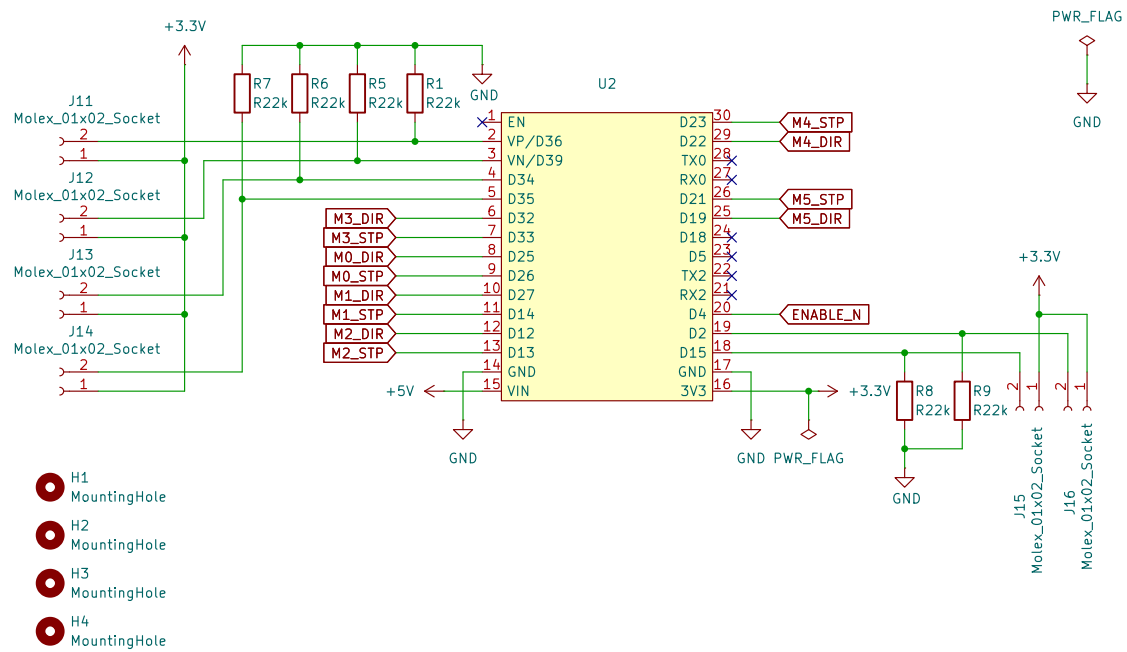 +3.3V
PWR_FLAG
GND
R7
R22k
R6
R22k
R5
R22k
R1
R22k
GND
U2
J11
Molex_01x02_Socket
2
1
J12
Molex_01x02_Socket
2
1
J13
Molex_01x02_Socket
2
1
J14
Molex_01x02_Socket
2
1
1 EN
2 VP/D36
3 VN/D39
4 D34
5 D35
M3_DIR 6 D32
M3_STP 7 D33
M0_DIR 8 D25
M0_STP 9 D26
M1_DIR 10 D27
M1_STP 11 D14
M2_DIR 12 D12
M2_STP 13 D13
14 GND
+5V 15 VIN
GND
D23 30 M4_STP
D22 29 M4_DIR
TX0 28
RX0 27
D21 26 M5_STP
D19 25 M5_DIR
D18 24
D5 23
TX2 22
RX2 21
D4 20 ENABLE_N
D2 19
D15 18
GND 17
3V3 16 +3.3V
GND
PWR_FLAG
R8
R22k
R9
R22k
GND
+3.3V
2
1
2
1
J15
Molex_01x02_Socket
J16
Molex_01x02_Socket
H1
MountingHole
H2
MountingHole
H3
MountingHole
H4
MountingHole